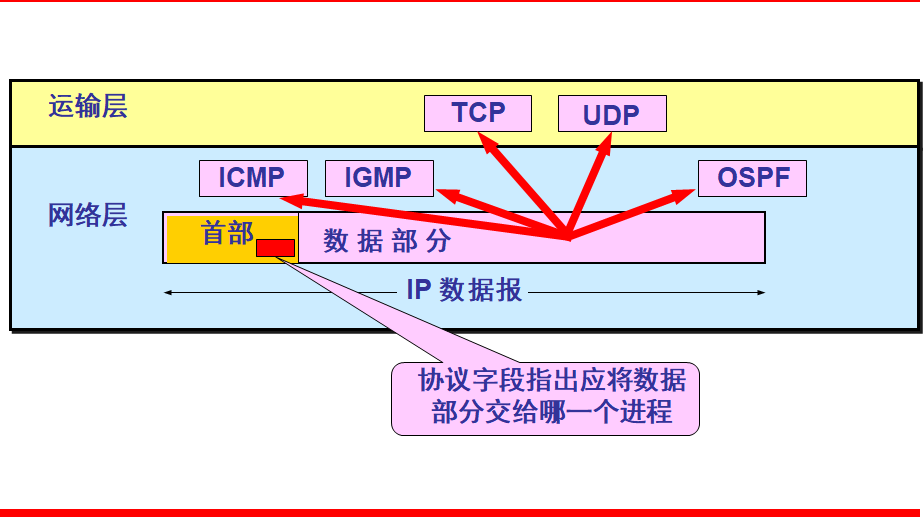 运输层
TCP
UDP
ICMP
IGMP
OSPF
网络层
首部
数 据 部 分
IP 数据报
协议字段指出应将数据
部分交给哪一个进程